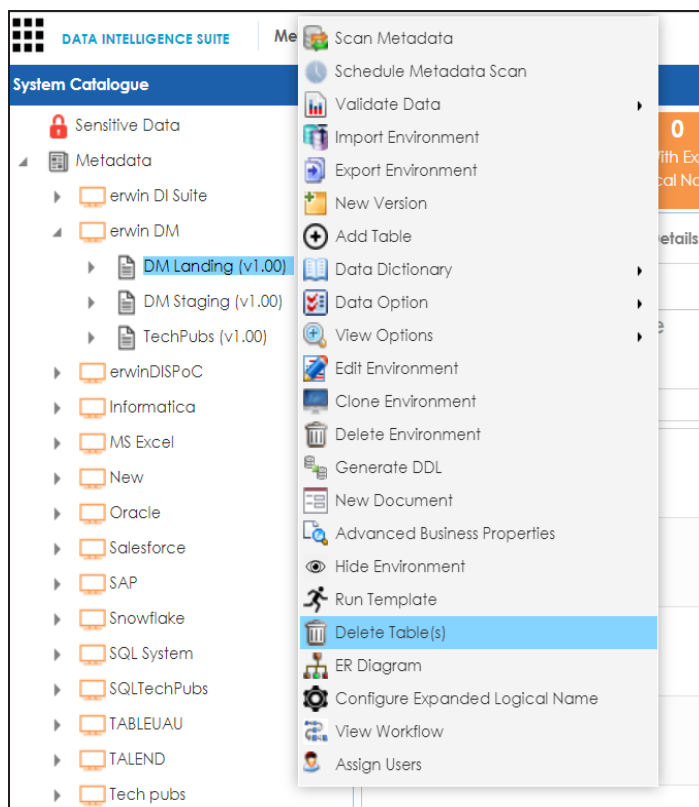 DATA INTELLIGENCE SUITE
Me
System Catalogue
Sensitive Data
Metadata
erwin DI Suite
erwin DM
DM Landing (v1.00)
DM Staging (v1.00)
TechPubs (v1.00)
erwinDISPoC
Informatica
MS Excel
New
Oracle
Salesforce
SAP
Snowflake
SQL System
SQLTechPubs
TABLEUAU
TALEND
Tech pubs
Scan Metadata
Schedule Metadata Scan
Validate Data
Import Environment
Export Environment
New Version
Add Table
Data Dictionary
Data Option
View Options
Edit Environment
Clone Environment
Delete Environment
Generate DDL
New Document
Advanced Business Properties
Hide Environment
Run Template
Delete Table(s)
ER Diagram
Configure Expanded Logical Name
View Workflow
Assign Users
0
ith Ex
cal Na
etails
e